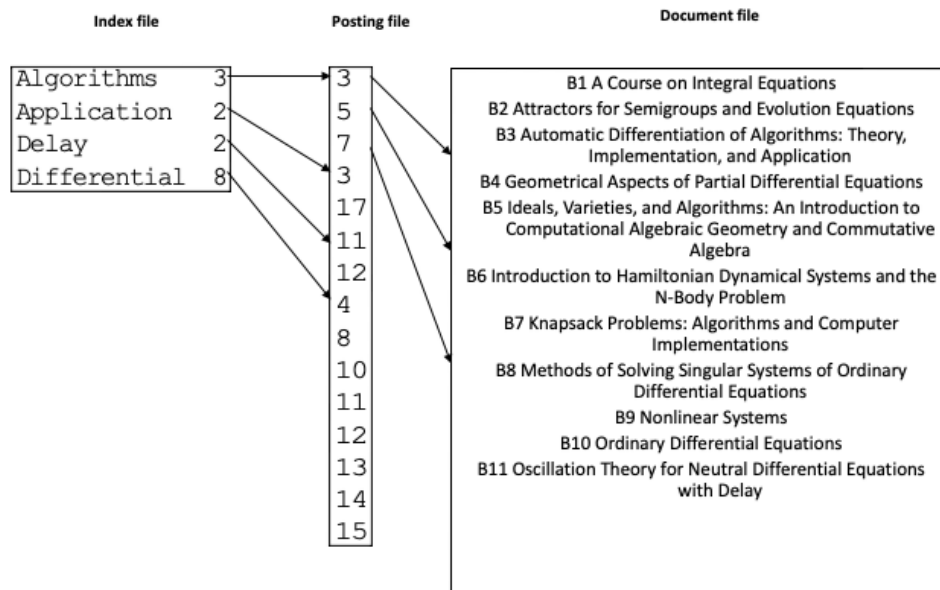 Index file
Posting file
Document file
Algorithms 3
Application 2
Delay 2
Differential 8
3
5
7
3
17
11
12
4
8
10
11
12
13
14
15
B1 A Course on Integral Equations
B2 Attractors for Semigroups and Evolution Equations
B3 Automatic Differentiation of Algorithms: Theory,
Implementation, and Application
B4 Geometrical Aspects of Partial Differential Equations
B5 Ideals, Varieties, and Algorithms: An Introduction to
Computational Algebraic Geometry and Commutative
Algebra
B6 Introduction to Hamiltonian Dynamical Systems and the
N-Body Problem
B7 Knapsack Problems: Algorithms and Computer
Implementations
B8 Methods of Solving Singular Systems of Ordinary
Differential Equations
B9 Nonlinear Systems
B10 Ordinary Differential Equations
B11 Oscillation Theory for Neutral Differential Equations
with Delay